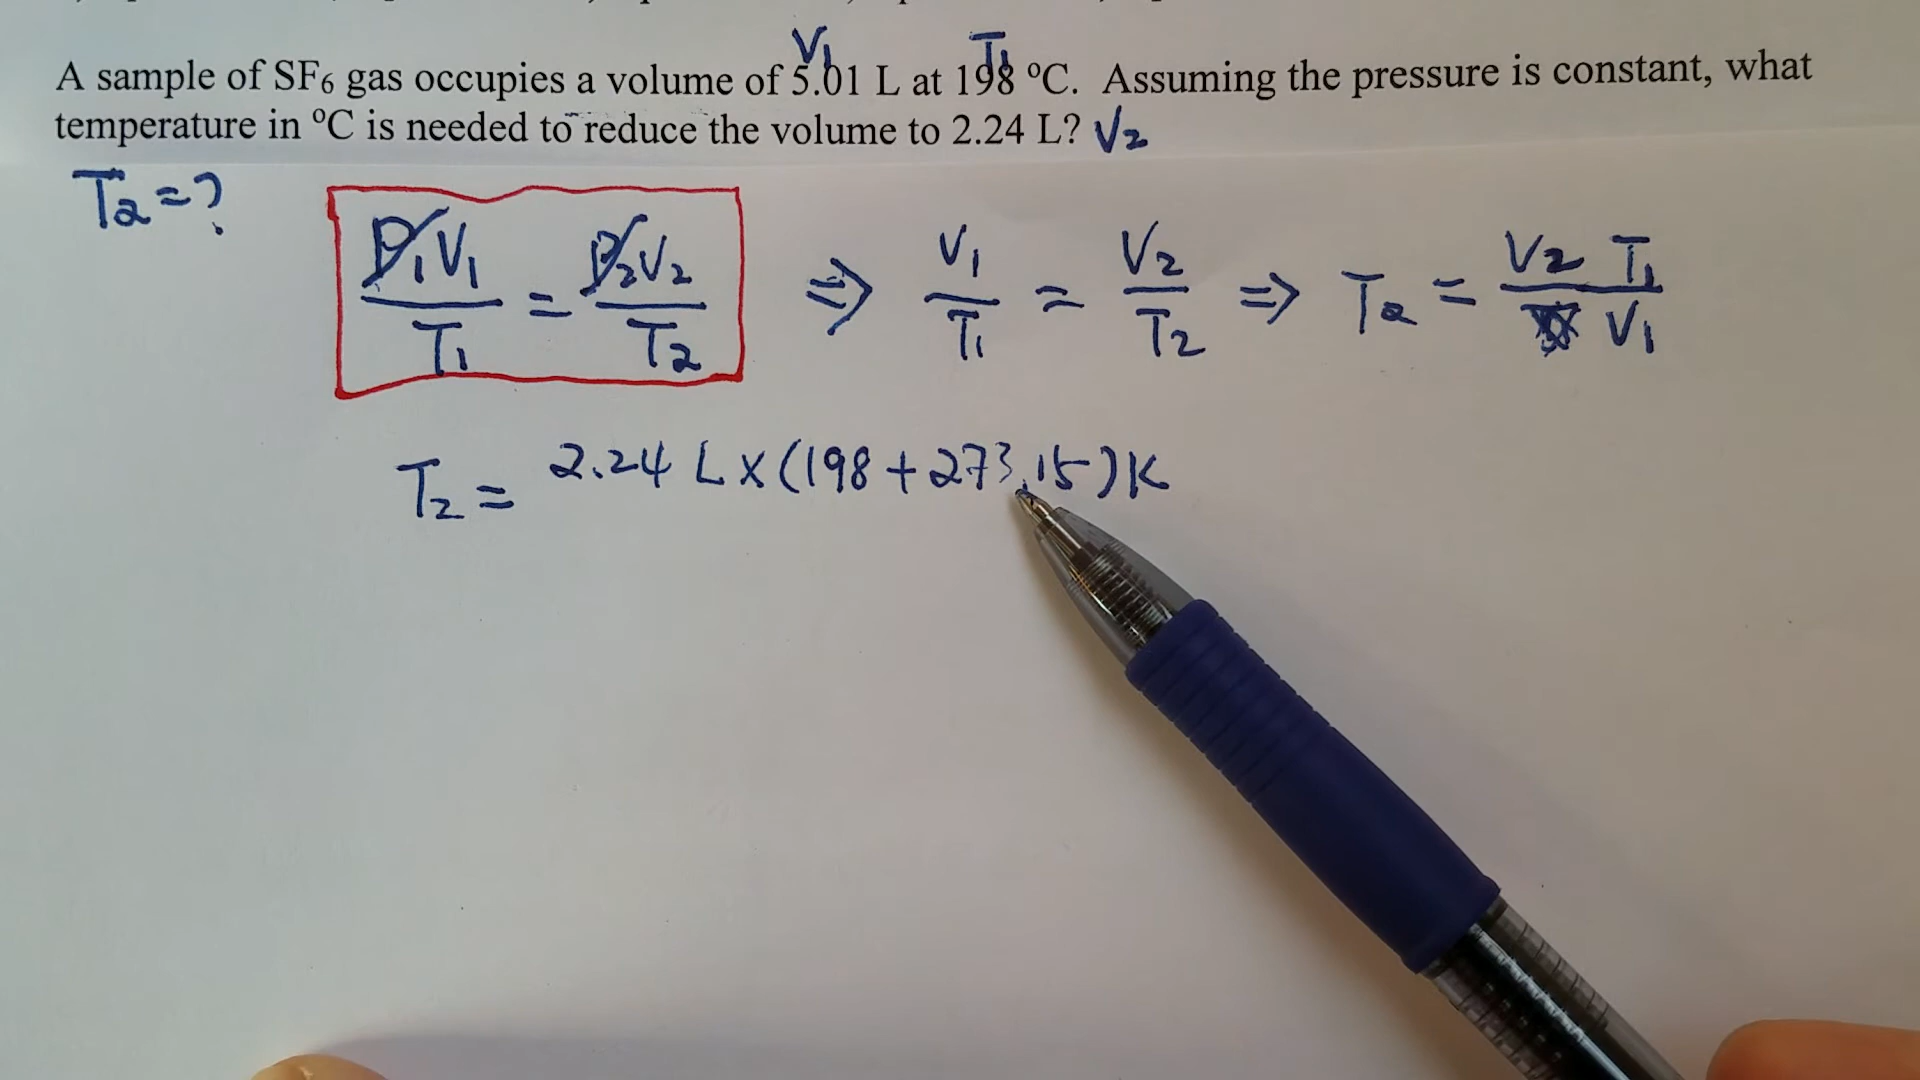 V₁ T₁
A sample of SF₆ gas occupies a volume of 5.01 L at 198 ºC. Assuming the pressure is constant, what
temperature in ºC is needed to reduce the volume to 2.24 L? V₂
T₂ = ?
P₁V₁/T₁ = P₂V₂/T₂ ⇒ V₁/T₁ = V₂/T₂ ⇒ T₂ = V₂ T₁/V₁
T₂ = 2.24 L x (198 + 273.15) K